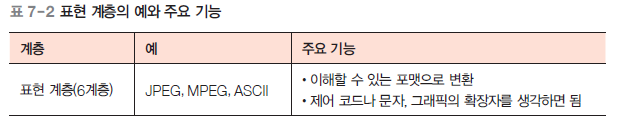 표 7-2 표현 계층의 예와 주요 기능
계층 예 주요 기능
표현 계층(6계층) JPEG, MPEG, ASCII
• 이해할 수 있는 포맷으로 변환
• 제어 코드나 문자, 그래픽의 확장자를 생각하면 됨